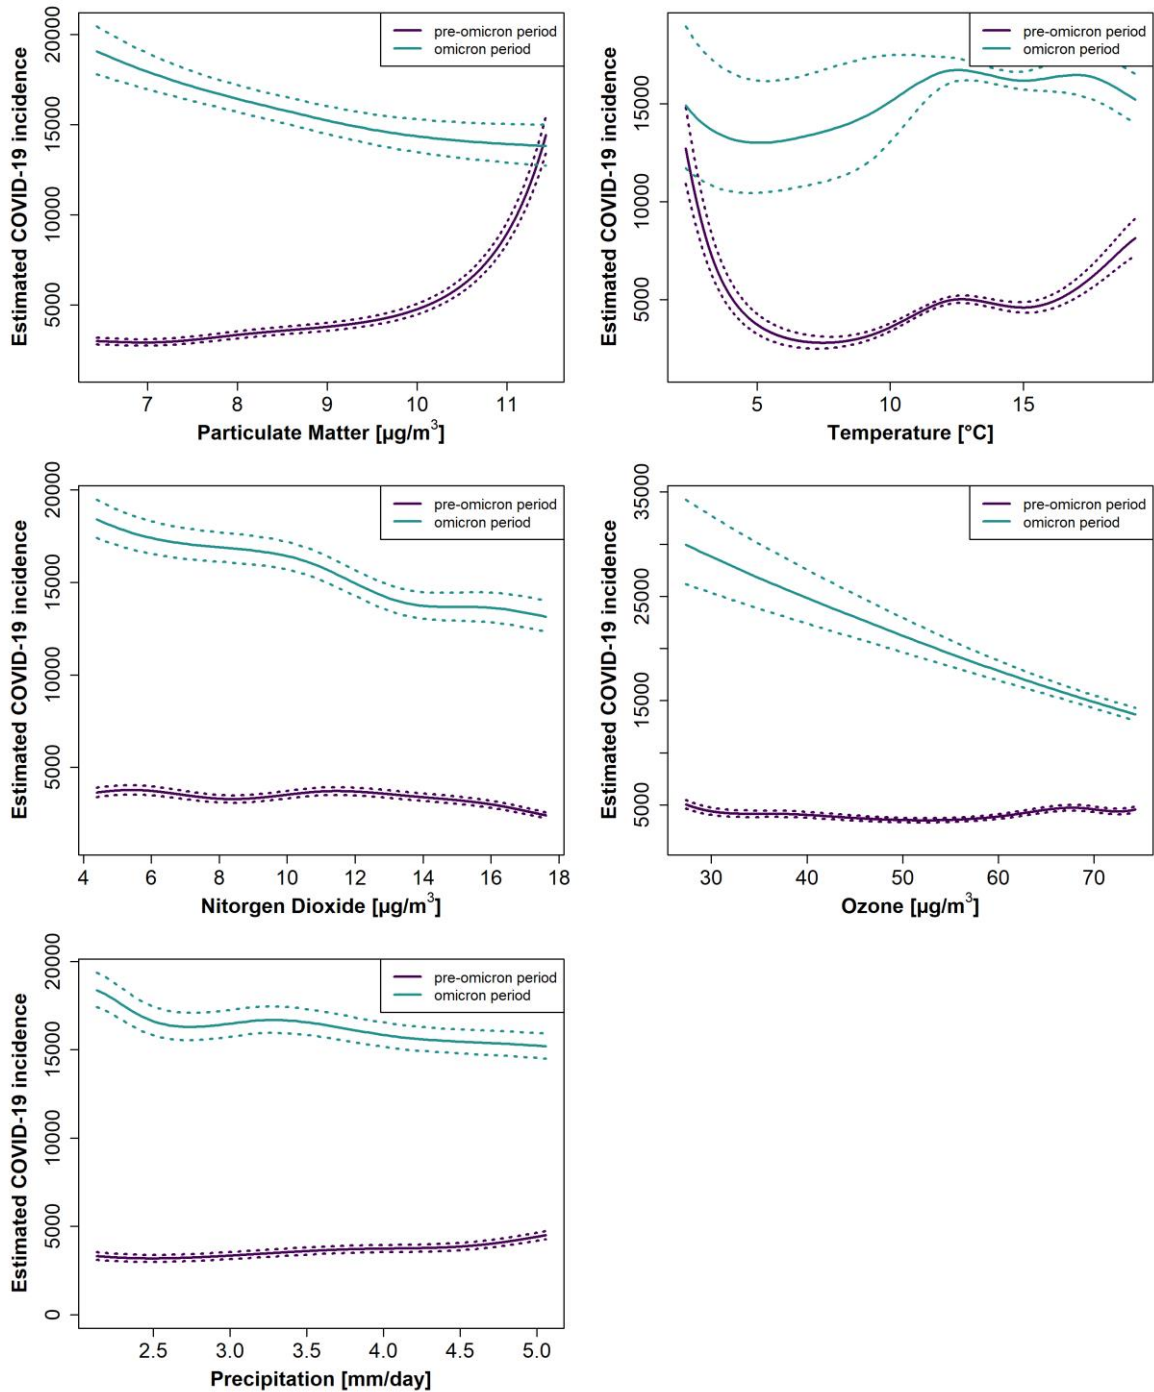 pre-omicron period
omicron period
Estimated COVID-19 incidence
20000
15000
10000
5000
7 8 9 10 11
Particulate Matter [µg/m³]
pre-omicron period
omicron period
Estimated COVID-19 incidence
15000
10000
5000
5 10 15
Temperature [°C]
pre-omicron period
omicron period
Estimated COVID-19 incidence
20000
15000
10000
5000
4 6 8 10 12 14 16 18
Nitorgen Dioxide [µg/m³]
pre-omicron period
omicron period
Estimated COVID-19 incidence
35000
25000
15000
5000
30 40 50 60 70
Ozone [µg/m³]
pre-omicron period
omicron period
Estimated COVID-19 incidence
20000
15000
10000
5000
0
2.5 3.0 3.5 4.0 4.5 5.0
Precipitation [mm/day]